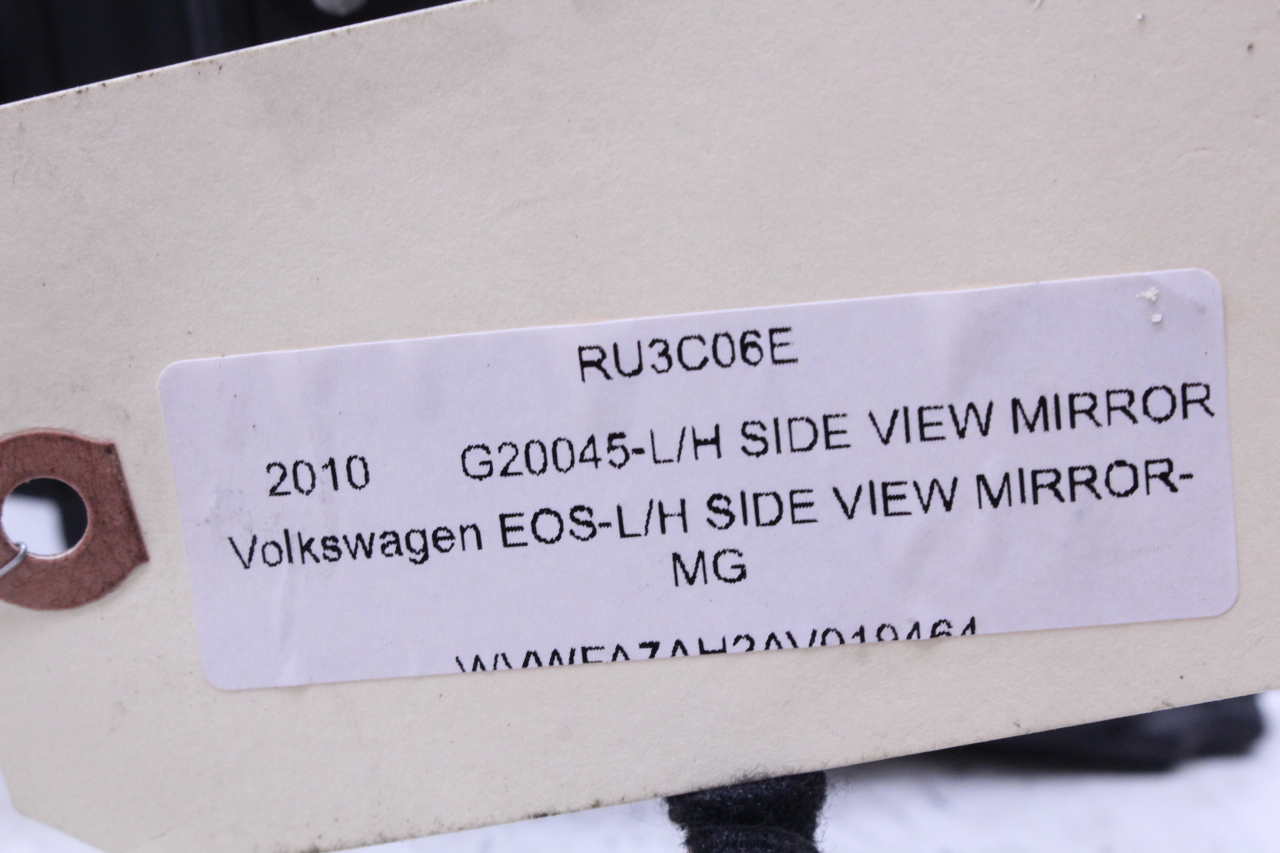 RU3C06E
2010 G20045-L/H SIDE VIEW MIRROR
Volkswagen EOS-L/H SIDE VIEW MIRROR-
MG